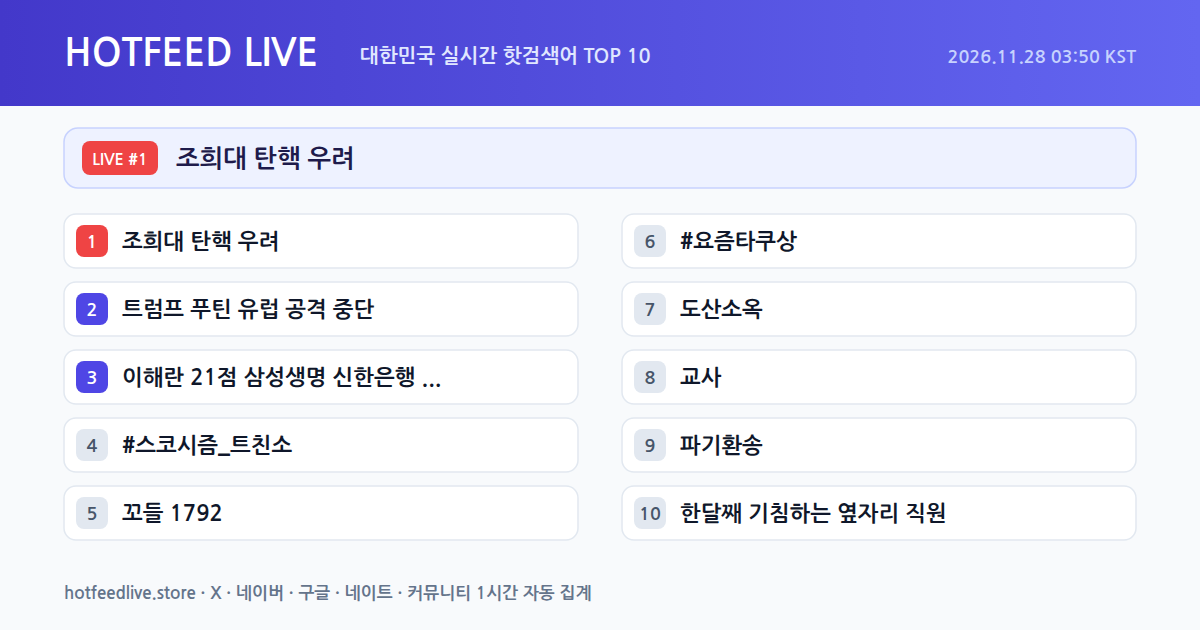 HOTFEED LIVE 대한민국 실시간 핫검색어 TOP 10 2026.11.28 03:50 KST
LIVE #1 조희대 탄핵 우려
1 조희대 탄핵 우려
2 트럼프 푸틴 유럽 공격 중단
3 이해란 21점 삼성생명 신한은행 ...
4 #스코시즘_트친소
5 꼬들 1792
6 #요즘타쿠상
7 도산소옥
8 교사
9 파기환송
10 한달째 기침하는 옆자리 직원
hotfeedlive.store · X · 네이버 · 구글 · 네이트 · 커뮤니티 1시간 자동 집계